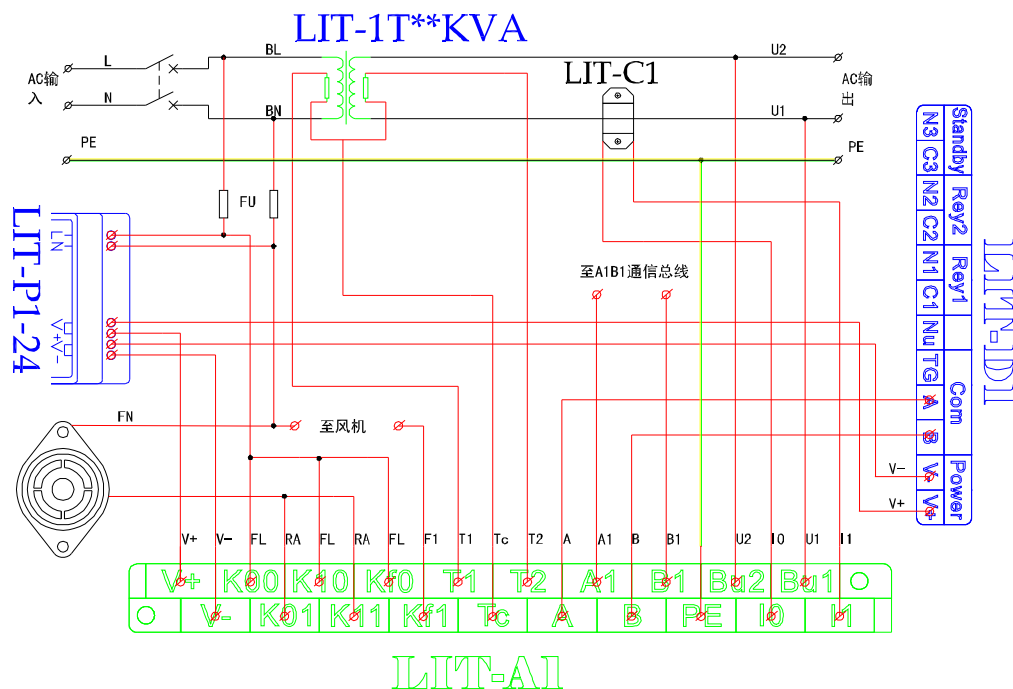 LIT-1T**KVA
L
BL
U2
AC输
入
N
BN
U1
AC输
出
LIT-C1
PE
PE
FU
LIT-P1-24
LN
V+V-
至A1B1通信总线
FN
至风机
Standby
Rey2
Rey1
Com
Power
N3
C3
N2
C2
N1
C1
Nu
TG
A
B
V-
V+
LIT-D1
V-
V+
V+
V-
FL
RA
FL
RA
FL
F1
T1
Tc
T2
A
A1
B
B1
U2
I0
U1
I1
V+
K00
K10
Kf0
T1
T2
A1
B1
Bu2
Bu1
V-
K01
K11
Kf1
Tc
A
B
PE
I0
I1
LIT-A1